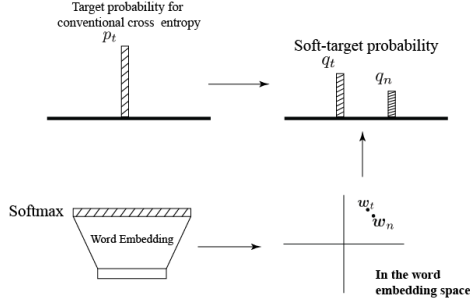 Target probability for
conventional cross entropy
p_t
Soft-target probability
q_t
q_n
Softmax
Word Embedding
w_t
w_n
In the word
embedding space